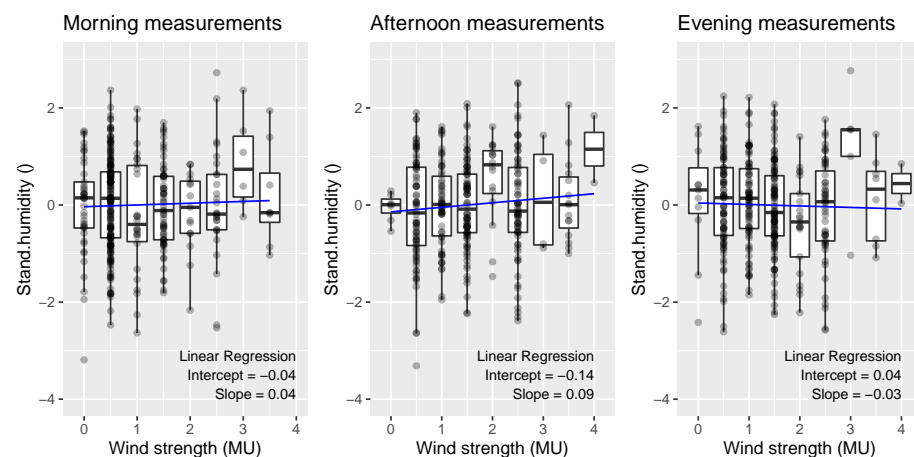 Morning measurements
Stand.humidity ()
2
0
−2
−4
Linear Regression
Intercept = −0.04
Slope = 0.04
0 1 2 3 4
Wind strength (MU)
Afternoon measurements
Stand.humidity ()
2
0
−2
−4
Linear Regression
Intercept = −0.14
Slope = 0.09
0 1 2 3 4
Wind strength (MU)
Evening measurements
Stand.humidity ()
2
0
−2
−4
Linear Regression
Intercept = 0.04
Slope = −0.03
0 1 2 3 4
Wind strength (MU)